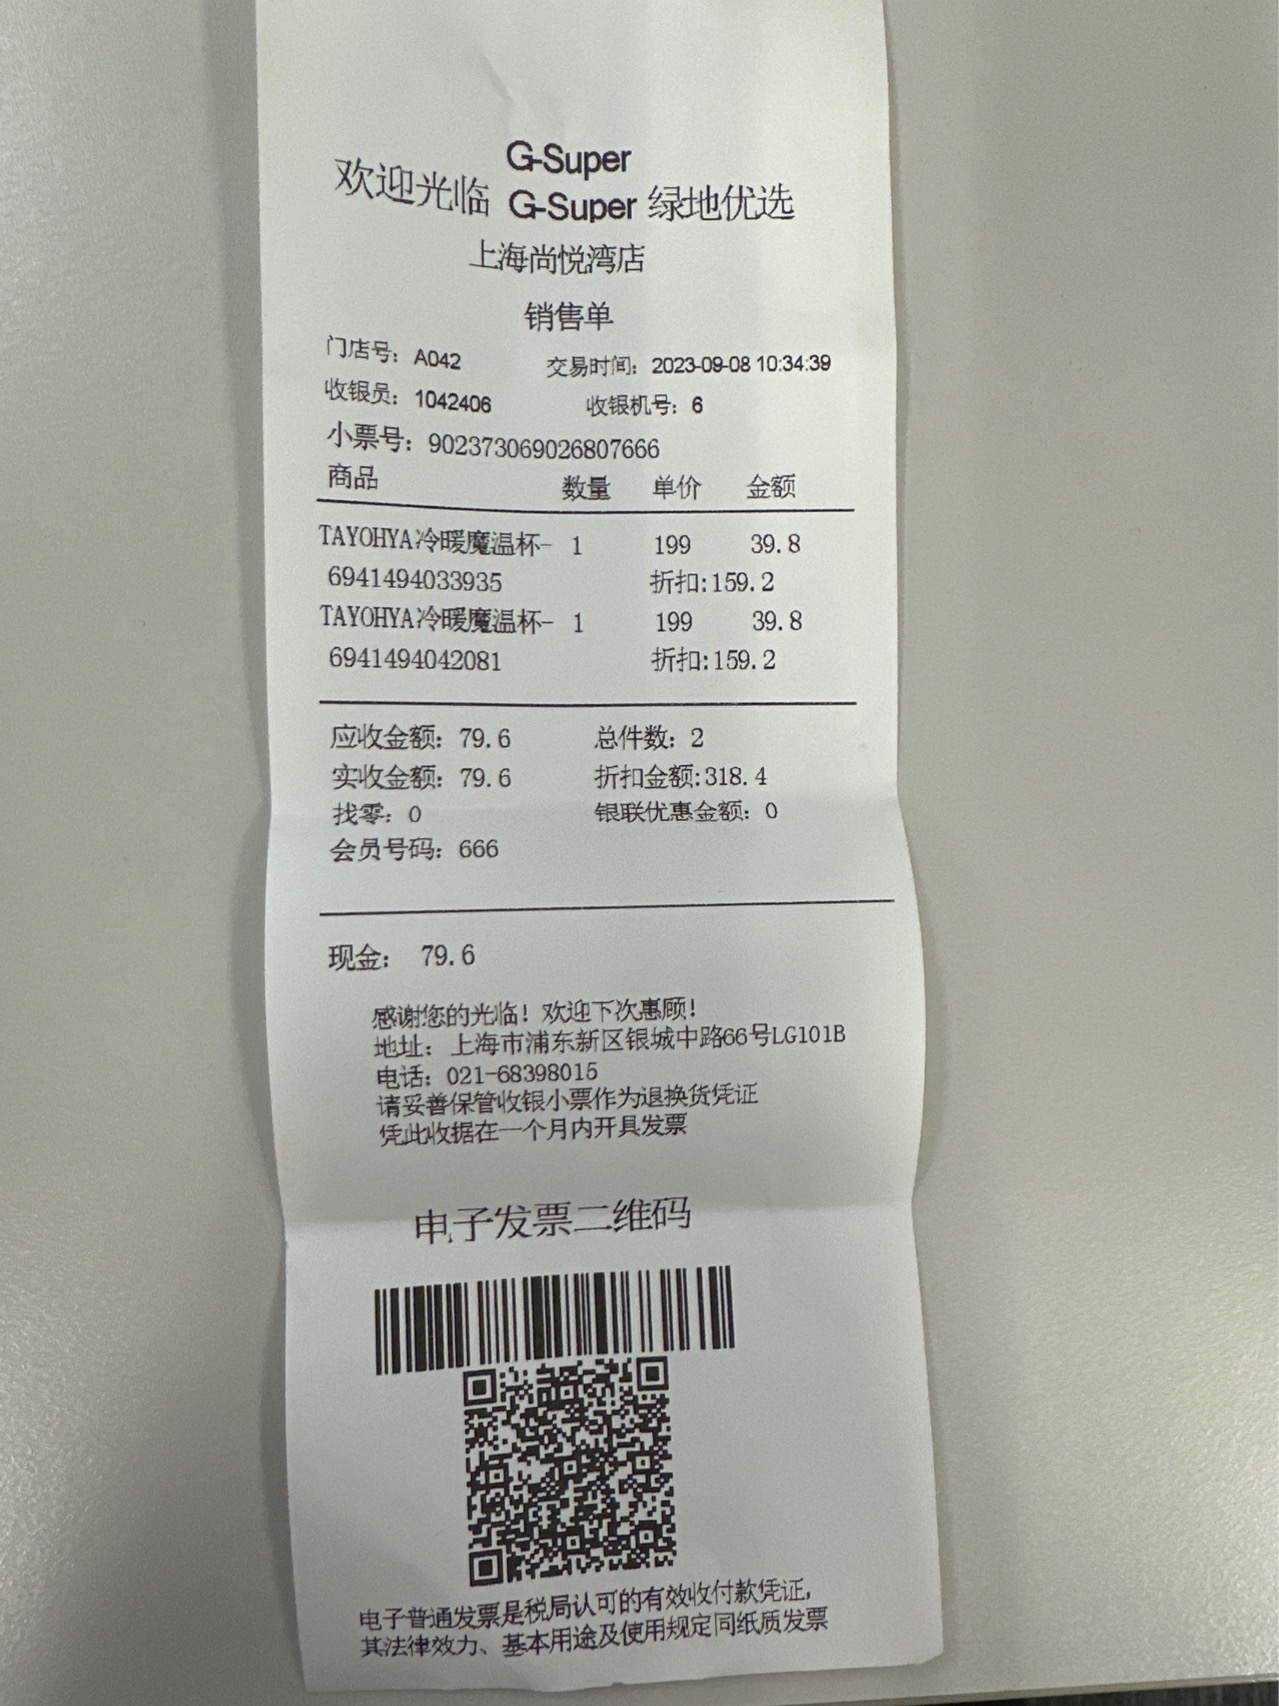 G-Super
欢迎光临 G-Super 绿地优选
上海尚悦湾店
销售单
门店号: A042 交易时间: 2023-09-08 10:34:39
收银员: 1042406 收银机号: 6
小票号: 902373069026807666
商品 数量 单价 金额
TAYOHYA冷暖魔温杯- 1 199 39.8
6941494033935 折扣:159.2
TAYOHYA冷暖魔温杯- 1 199 39.8
6941494042081 折扣:159.2
应收金额: 79.6 总件数: 2
实收金额: 79.6 折扣金额:318.4
找零: 0 银联优惠金额: 0
会员号码: 666
现金: 79.6
感谢您的光临! 欢迎下次惠顾!
地址: 上海市浦东新区银城中路66号LG101B
电话: 021-68398015
请妥善保管收银小票作为退换货凭证
凭此收据在一个月内开具发票
电子发票二维码
电子普通发票是税局认可的有效收付款凭证,
其法律效力、基本用途及使用规定同纸质发票